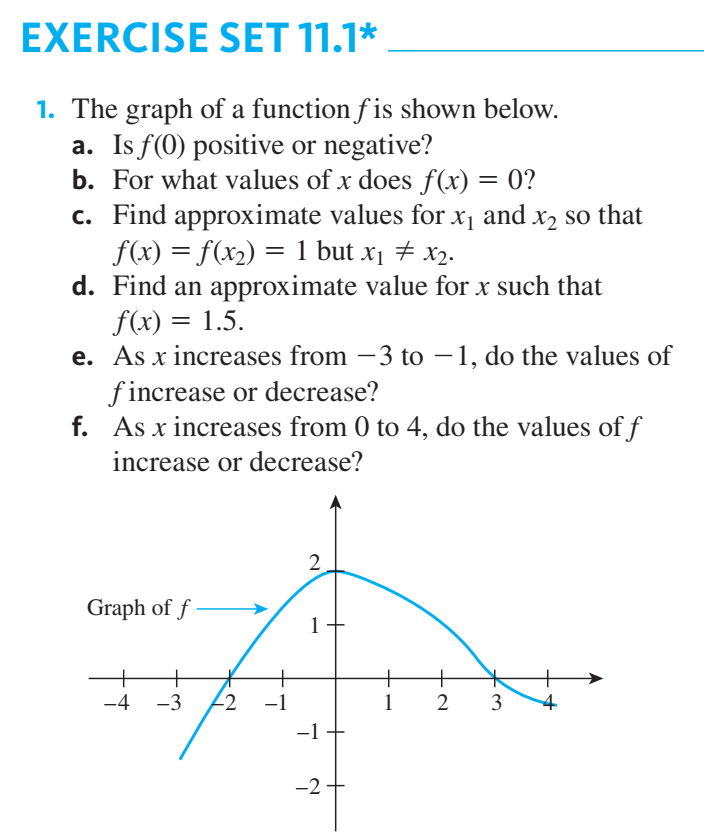 EXERCISE SET 11.1*
1. The graph of a function f is shown below.
a. Is f(0) positive or negative?
b. For what values of x does f(x) = 0?
c. Find approximate values for x₁ and x₂ so that
f(x) = f(x₂) = 1 but x₁ ≠ x₂.
d. Find an approximate value for x such that
f(x) = 1.5.
e. As x increases from −3 to −1, do the values of
f increase or decrease?
f. As x increases from 0 to 4, do the values of f
increase or decrease?
2
Graph of f
1
−4 −3 −2 −1 1 2 3 4
−1
−2